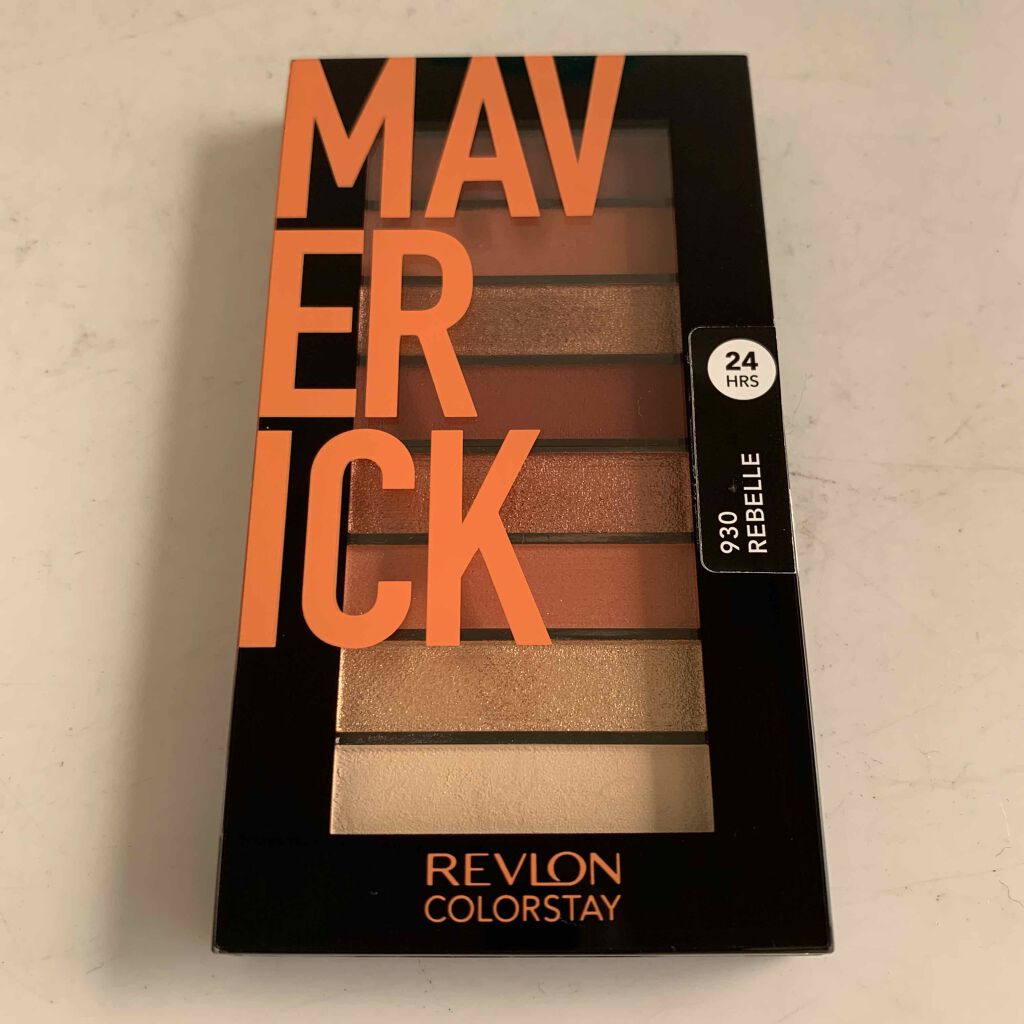 MAV
ER
ICK
24
HRS
930
REBELLE
REVLON
COLORSTAY